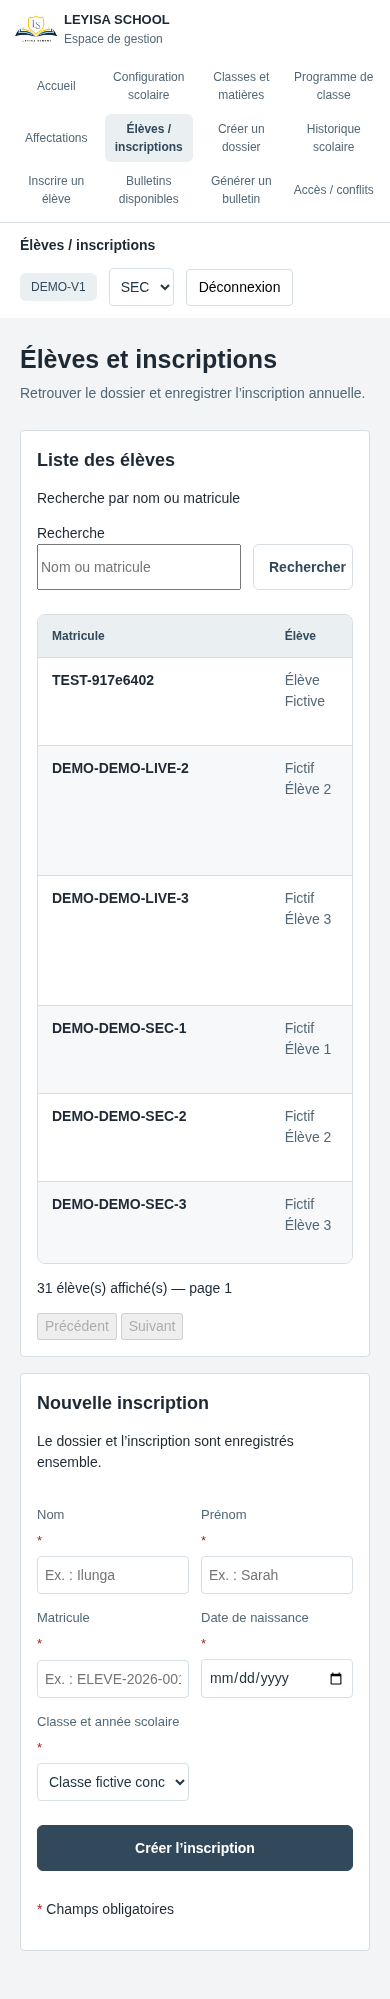 LEYISA SCHOOL
Espace de gestion
Accueil
Configuration
scolaire
Classes et
matières
Programme de
classe
Affectations
Élèves /
inscriptions
Créer un
dossier
Historique
scolaire
Inscrire un
élève
Bulletins
disponibles
Générer un
bulletin
Accès / conflits
Élèves / inscriptions
DEMO-V1
SEC
Déconnexion
Élèves et inscriptions
Retrouver le dossier et enregistrer l’inscription annuelle.
Liste des élèves
Recherche par nom ou matricule
Recherche
Nom ou matricule
Rechercher
Matricule
Élève
TEST-917e6402
Élève
Fictive
DEMO-DEMO-LIVE-2
Fictif
Élève 2
DEMO-DEMO-LIVE-3
Fictif
Élève 3
DEMO-DEMO-SEC-1
Fictif
Élève 1
DEMO-DEMO-SEC-2
Fictif
Élève 2
DEMO-DEMO-SEC-3
Fictif
Élève 3
31 élève(s) affiché(s) — page 1
Précédent
Suivant
Nouvelle inscription
Le dossier et l’inscription sont enregistrés
ensemble.
Nom
*
Ex. : Ilunga
Prénom
*
Ex. : Sarah
Matricule
*
Ex. : ELEVE-2026-001
Date de naissance
*
mm/dd/yyyy
Classe et année scolaire
*
Classe fictive conc
Créer l’inscription
* Champs obligatoires